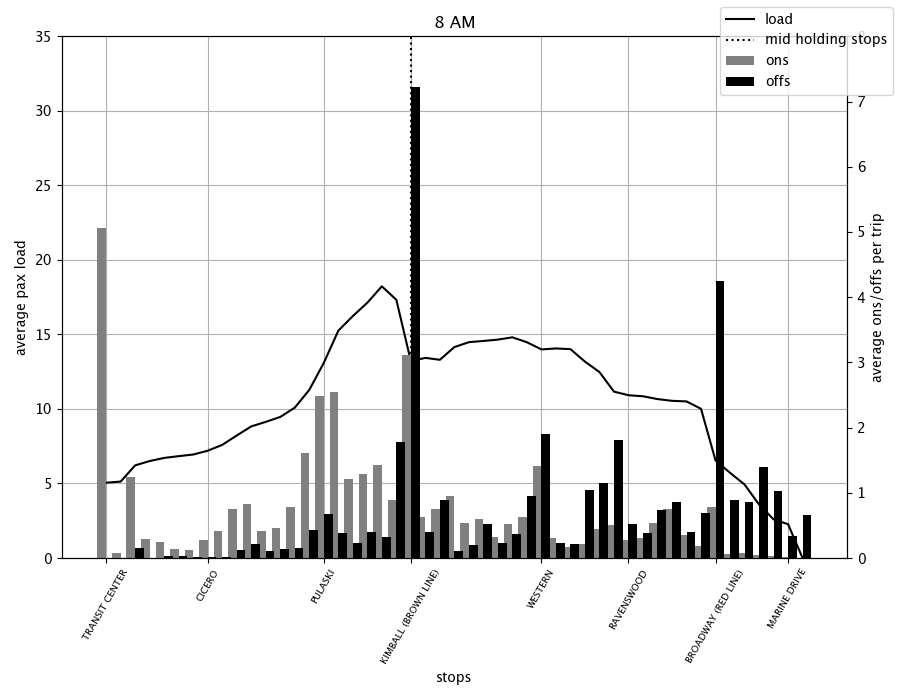 8 AM
load
mid holding stops
ons
offs
35
30
25
20
15
10
5
0
average pax load
8
7
6
5
4
3
2
1
0
average ons/offs per trip
TRANSIT CENTER
CICERO
PULASKI
KIMBALL (BROWN LINE)
WESTERN
RAVENSWOOD
BROADWAY (RED LINE)
MARINE DRIVE
stops